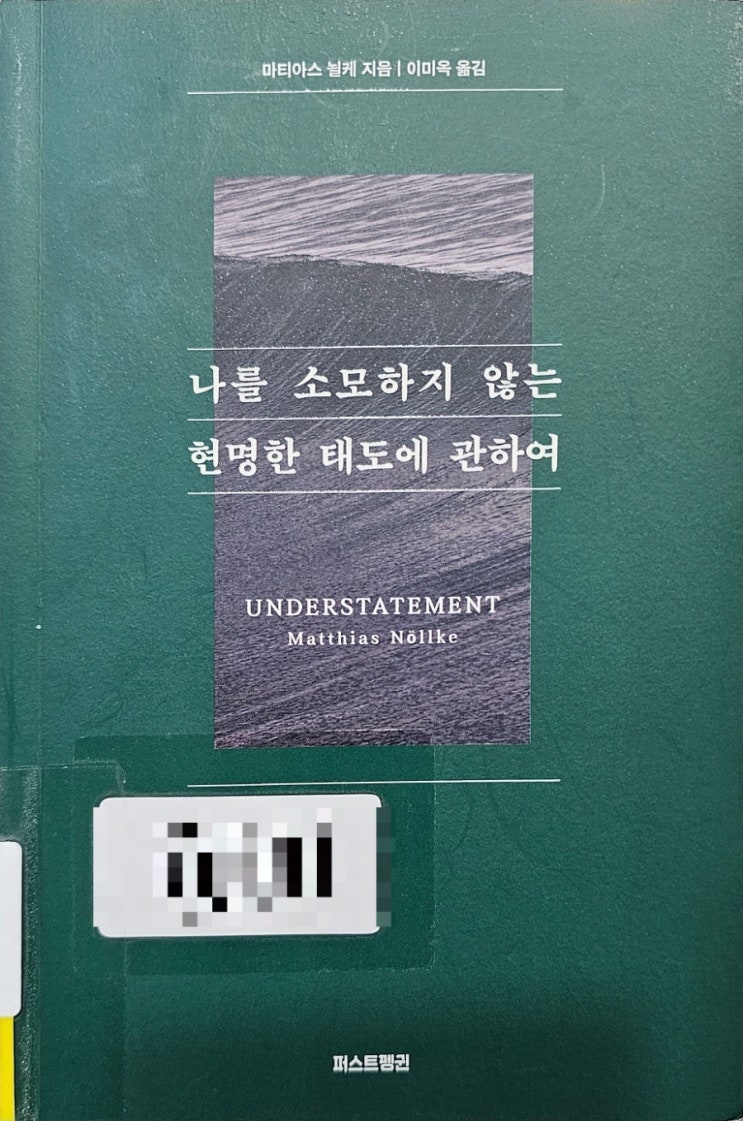 마티아스 뇔케 지음 | 이미옥 옮김
나를 소모하지 않는
현명한 태도에 관하여
UNDERSTATEMENT
Matthias Nöllke
퍼스트펭귄